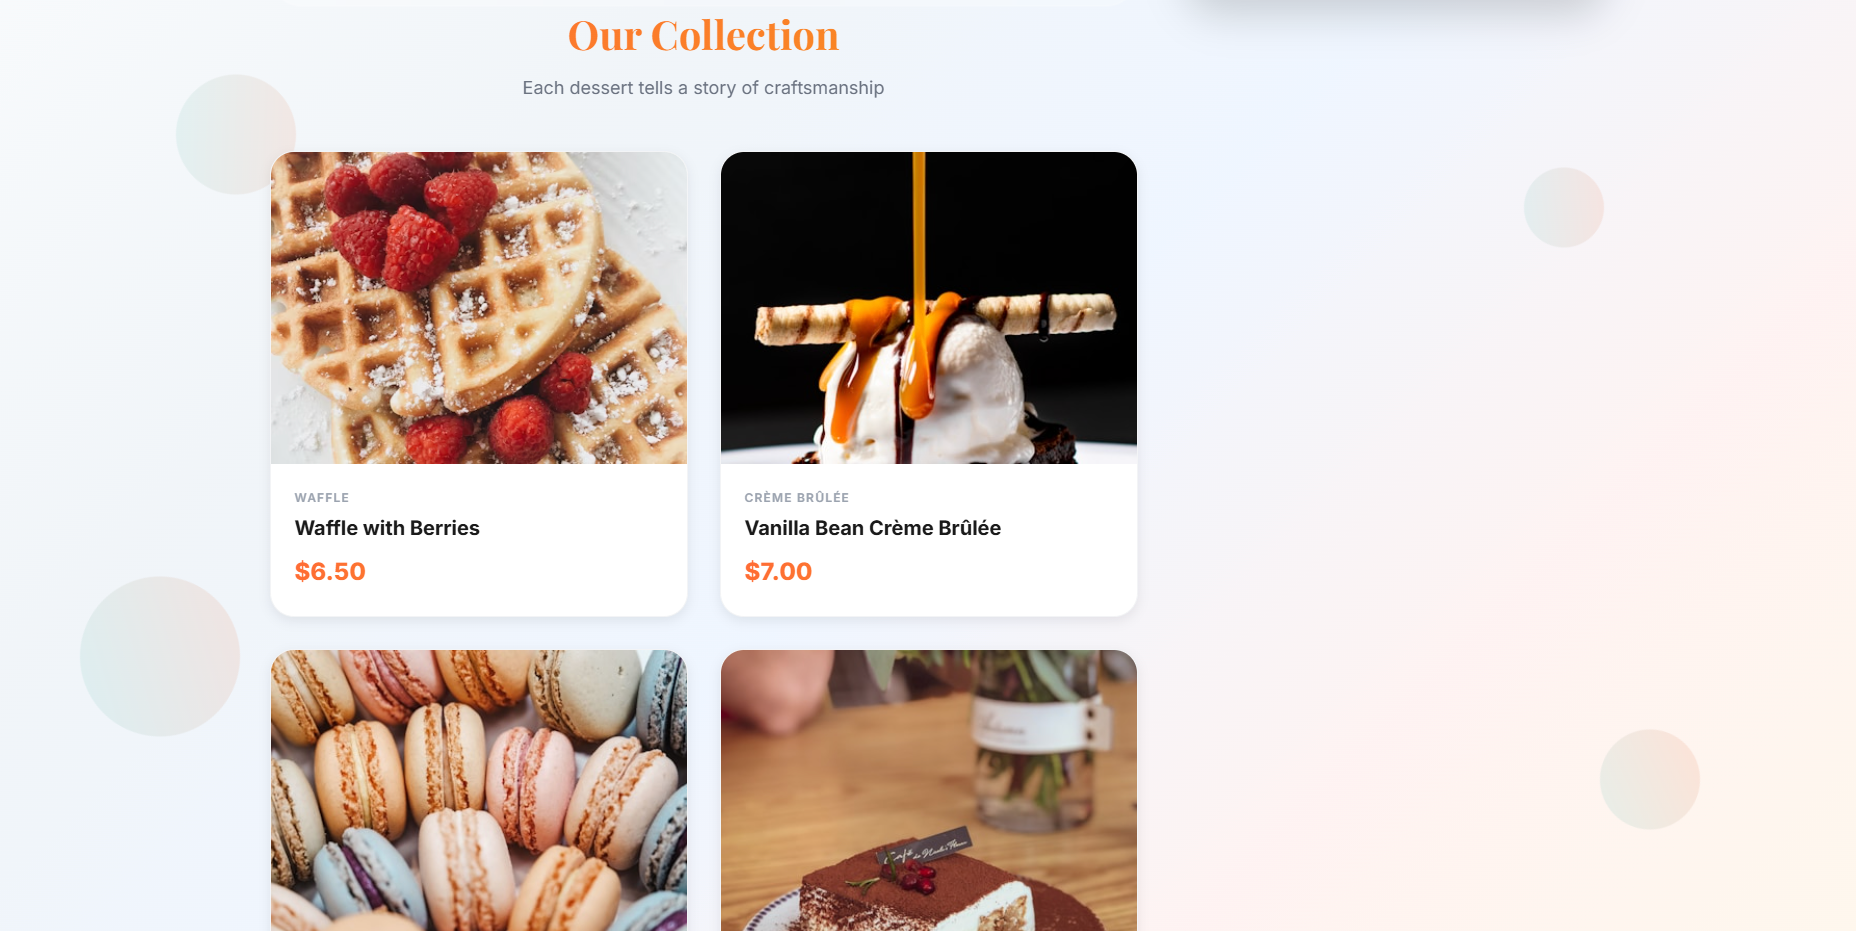 Our Collection
Each dessert tells a story of craftsmanship
WAFFLE
Waffle with Berries
$6.50
CRÈME BRÛLÉE
Vanilla Bean Crème Brûlée
$7.00
Café